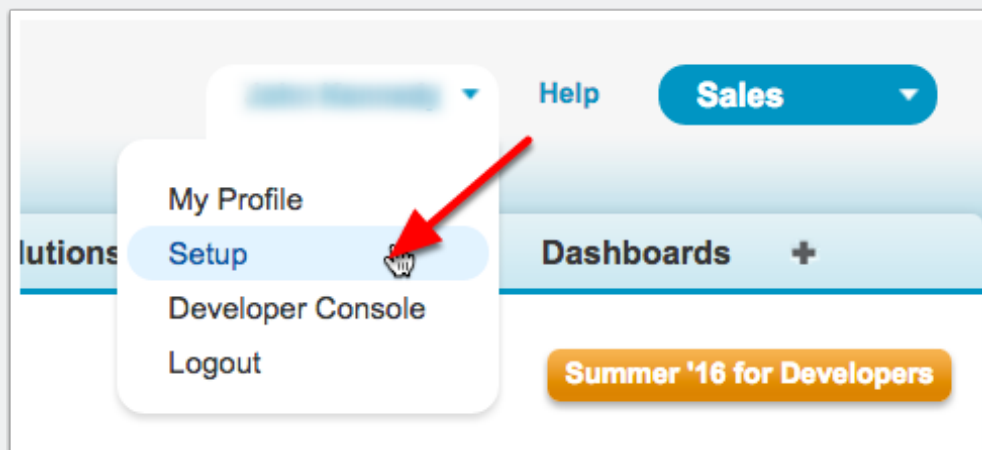 Help
Sales
My Profile
lutions
Setup
Dashboards
Developer Console
Logout
Summer '16 for Developers